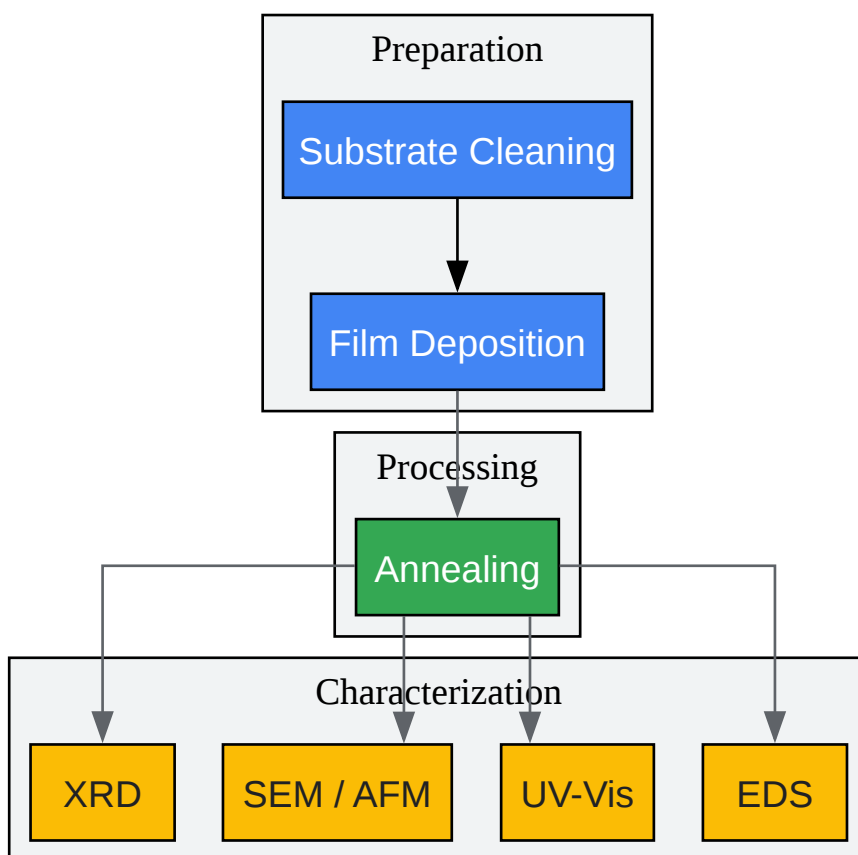 Preparation
Substrate Cleaning
Film Deposition
Processing
Annealing
Characterization
XRD
SEM / AFM
UV-Vis
EDS